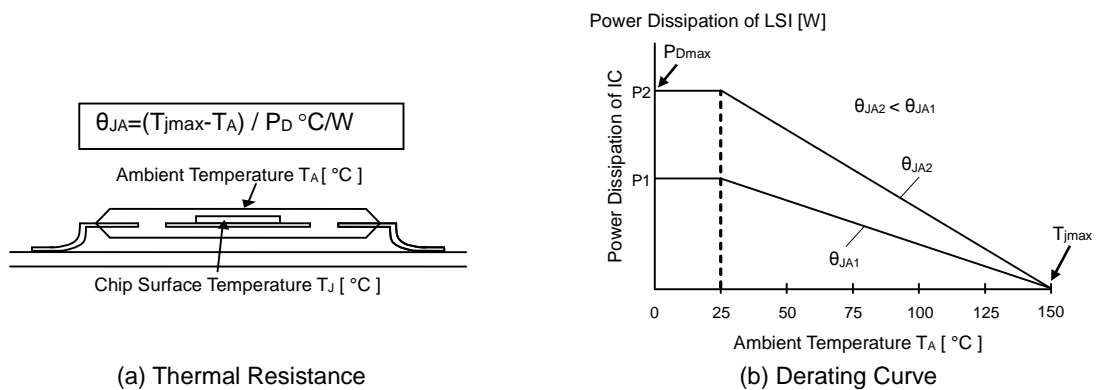 θJA=(Tjmax-TA) / PD °C/W
Ambient Temperature TA [ °C ]
Chip Surface Temperature TJ [ °C ]
(a) Thermal Resistance
Power Dissipation of LSI [W]
PDmax
Power Dissipation of IC
P2
P1
θJA2 < θJA1
θJA2
θJA1
Tjmax
0 25 50 75 100 125 150
Ambient Temperature TA [ °C ]
(b) Derating Curve